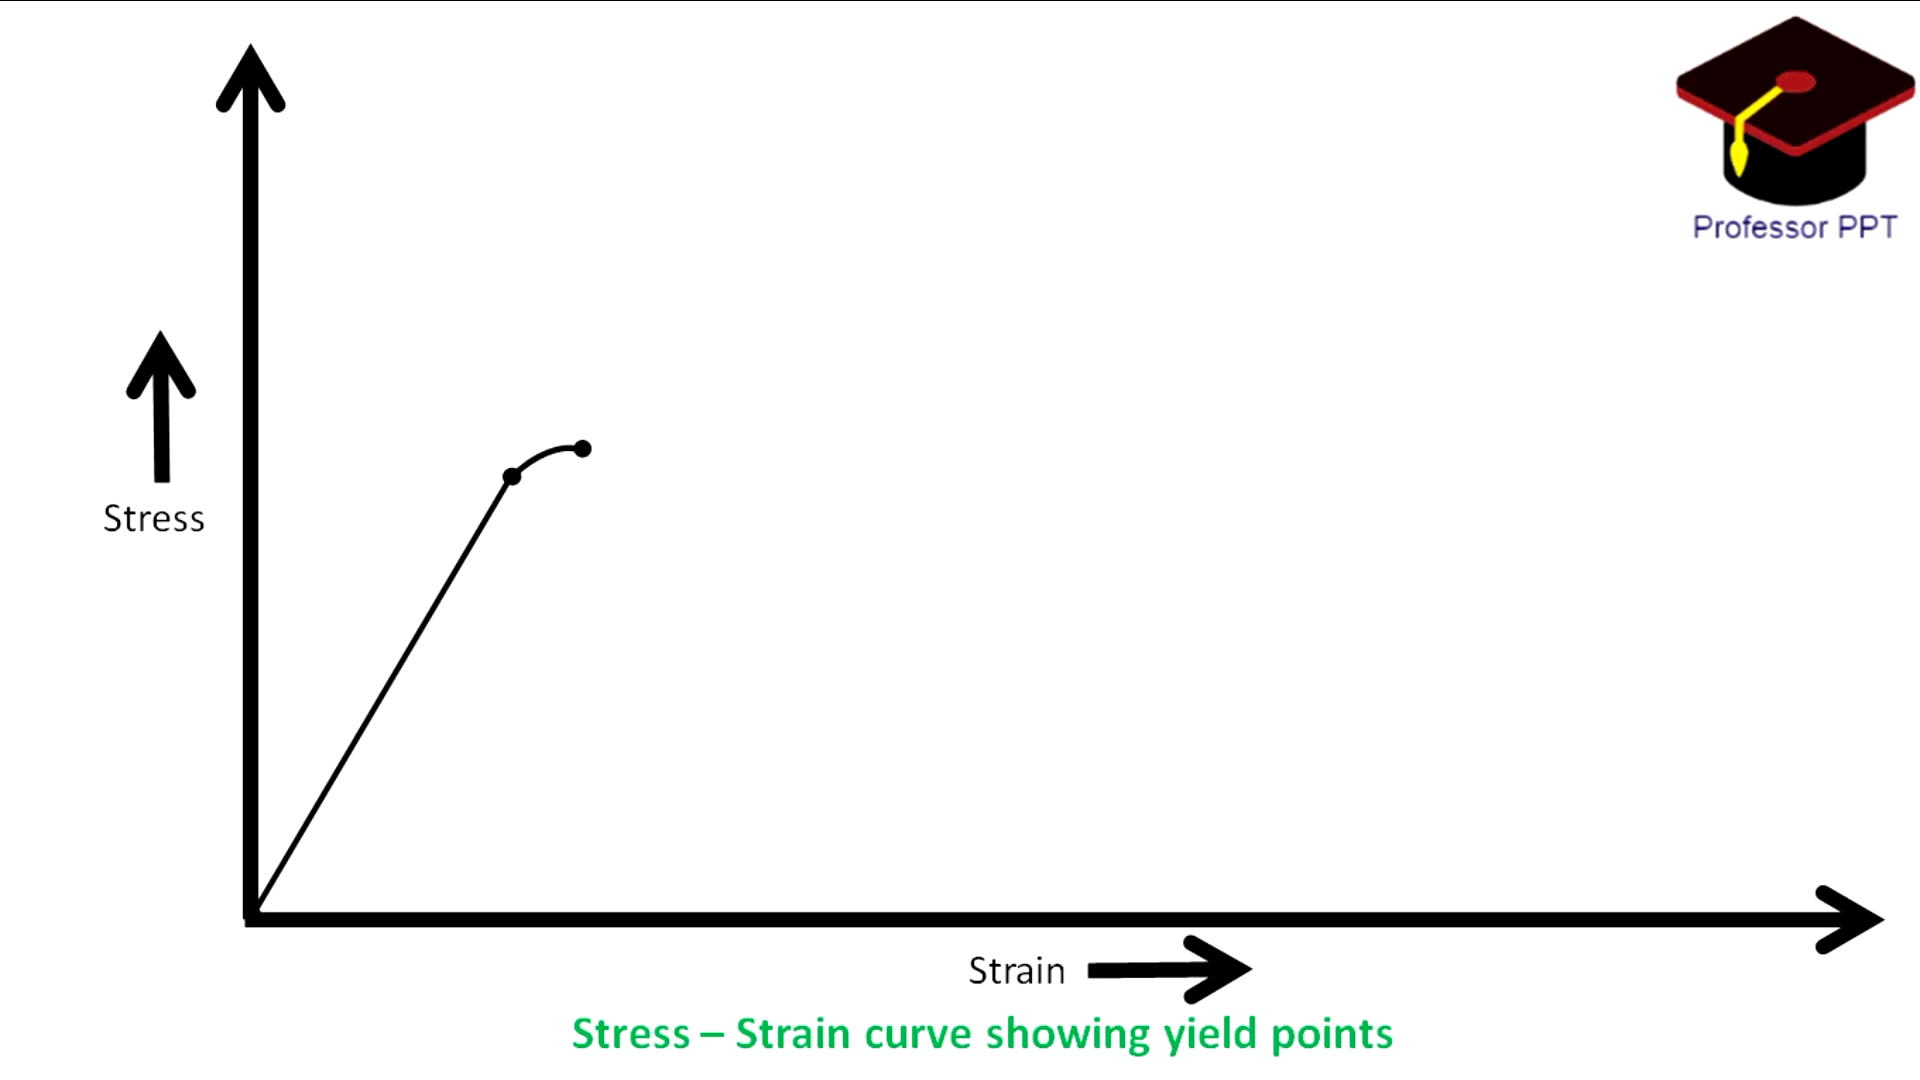 Professor PPT
Stress
Strain
Stress – Strain curve showing yield points